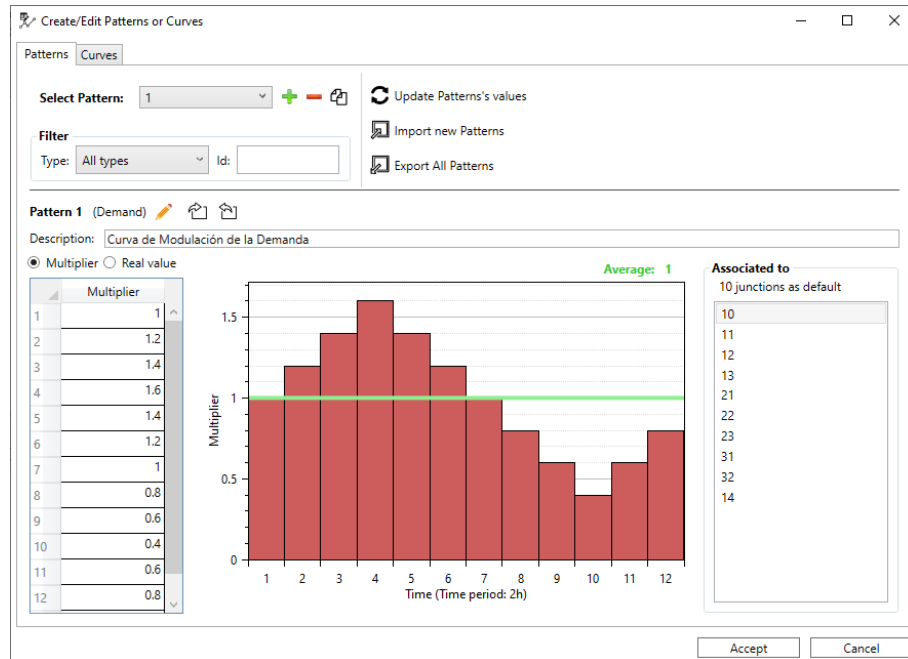 Create/Edit Patterns or Curves
Patterns Curves
Select Pattern: 1
Update Patterns's values
Filter
Import new Patterns
Type: All types Id:
Export All Patterns
Pattern 1 (Demand)
Description: Curva de Modulación de la Demanda
Multiplier Real value
Multiplier
1 1
2 1.2
3 1.4
4 1.6
5 1.4
6 1.2
7 1
8 0.8
9 0.6
10 0.4
11 0.6
12 0.8
Average: 1
Multiplier
1.5
1
0.5
0
1 2 3 4 5 6 7 8 9 10 11 12
Time (Time period: 2h)
Associated to
10 junctions as default
10
11
12
13
21
22
23
31
32
14
Accept Cancel